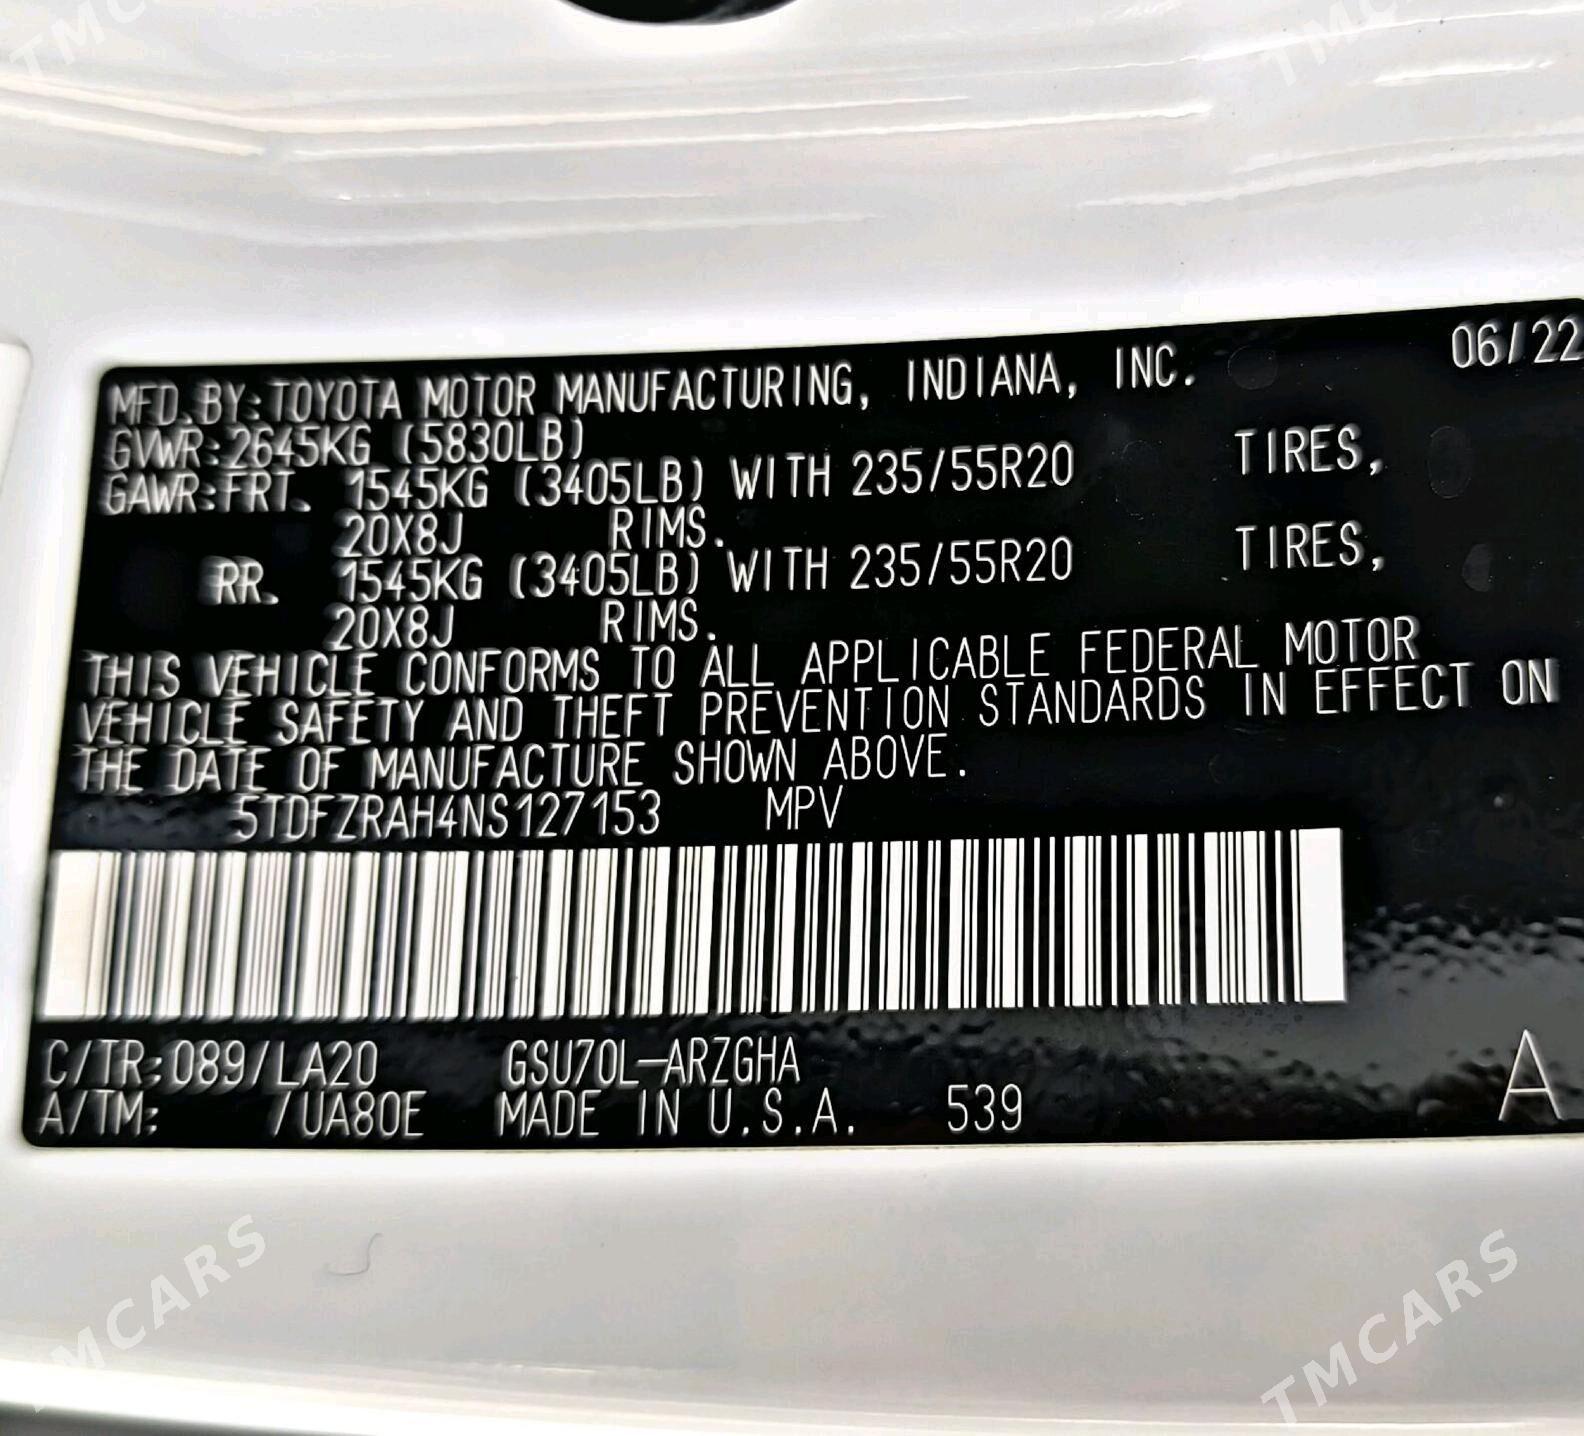 MFD. BY: TOYOTA MOTOR MANUFACTURING, INDIANA, INC. 06/22
GVWR: 2645KG (5830LB)
GAWR: FRT. 1545KG (3405LB) WITH 235/55R20 TIRES,
20X8J RIMS.
RR. 1545KG (3405LB) WITH 235/55R20 TIRES,
20X8J RIMS.
THIS VEHICLE CONFORMS TO ALL APPLICABLE FEDERAL MOTOR
VEHICLE SAFETY AND THEFT PREVENTION STANDARDS IN EFFECT ON
THE DATE OF MANUFACTURE SHOWN ABOVE.
5TDFZRAH4NS127153 MPV
C/TR: 089/LA20 GSU70L-ARZGHA
A/TM: /UA80E MADE IN U.S.A. 539 A
TMCARS
TMCARS